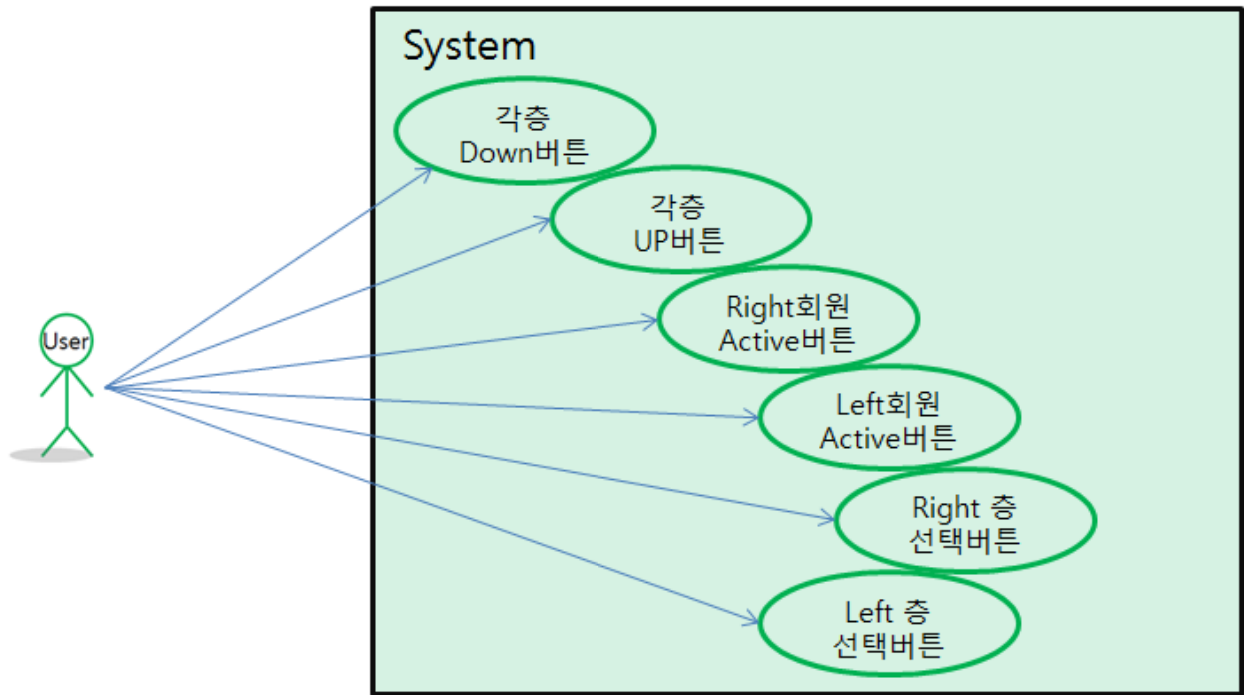 System
각층
Down버튼
각층
UP버튼
Right회원
Active버튼
User
Left회원
Active버튼
Right 층
선택버튼
Left 층
선택버튼